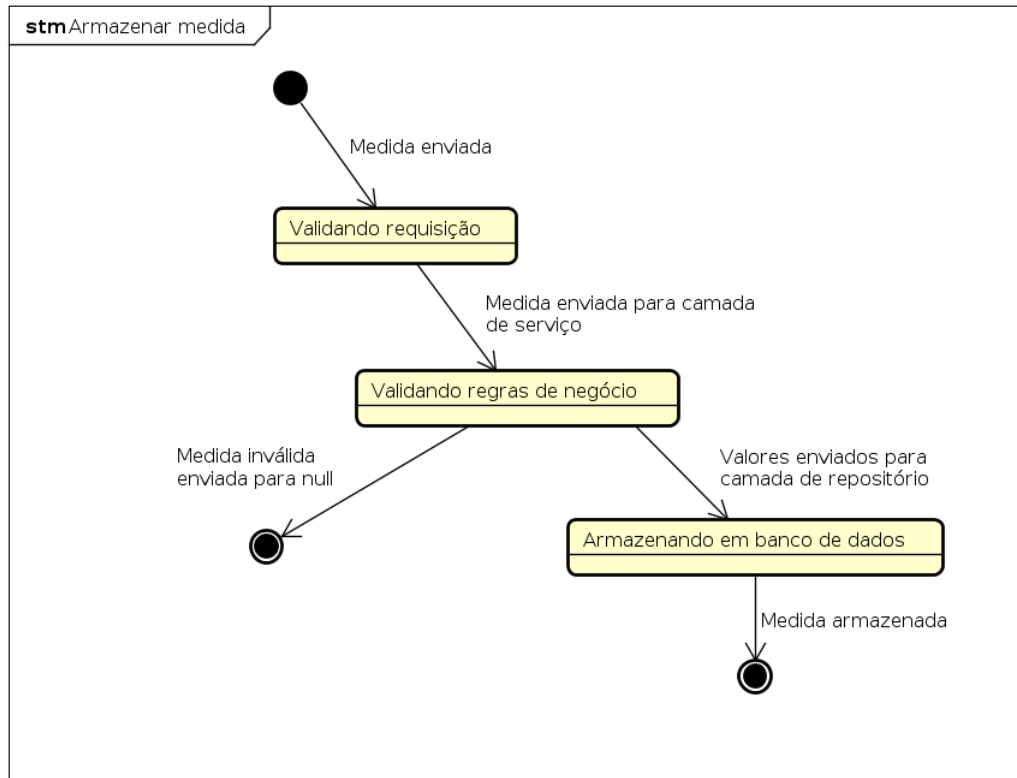 stm Armazenar medida
Medida enviada
Validando requisição
Medida enviada para camada
de serviço
Validando regras de negócio
Medida inválida
enviada para null
Valores enviados para
camada de repositório
Armazenando em banco de dados
Medida armazenada